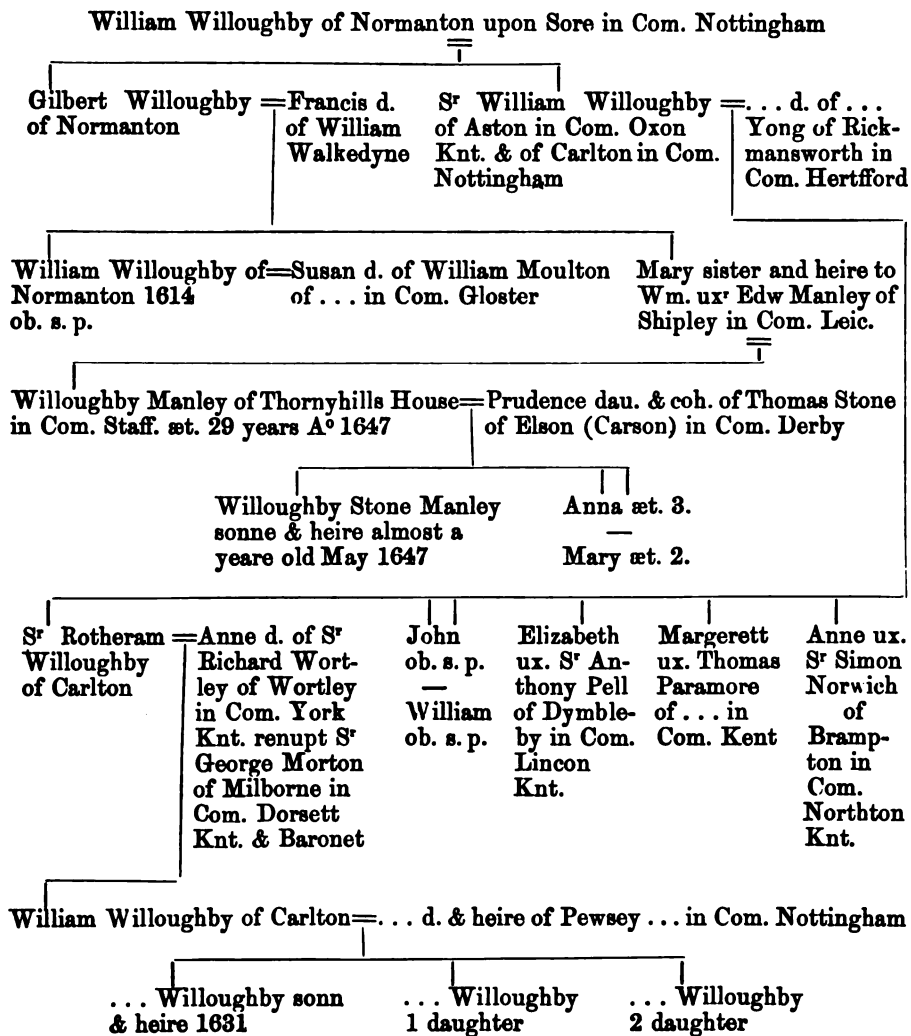 William Willoughby of Normanton upon Sore in Com. Nottingham
Gilbert Willoughby = Francis d.
of Normanton of William
Walkedyne
Sʳ William Willoughby = . . . d. of . . .
of Aston in Com. Oxon Yong of Rick-
Knt. & of Carlton in Com. mansworth in
Nottingham Com. Hertfford
William Willoughby of = Susan d. of William Moulton
Normanton 1614 of . . . in Com. Gloster
ob. s. p.
Mary sister and heire to
Wm. uxʳ Edw Manley of
Shipley in Com. Leic.
Willoughby Manley of Thornyhills House = Prudence dau. & coh. of Thomas Stone
in Com. Staff. æt. 29 years Aᵒ 1647 of Elson (Carson) in Com. Derby
Willoughby Stone Manley
sonne & heire almost a
yeare old May 1647
Anna æt. 3.
—
Mary æt. 2.
Sʳ Rotheram =
Willoughby
of Carlton
Anne d. of Sʳ
Richard Wort-
ley of Wortley
in Com. York
Knt. renupt Sʳ
George Morton
of Milborne in
Com. Dorsett
Knt. & Baronet
John
ob. s. p.
—
William
ob. s. p.
Elizabeth
ux. Sʳ An-
thony Pell
of Dymble-
by in Com.
Lincon
Knt.
Margerett
ux. Thomas
Paramore
of . . . in
Com. Kent
Anne ux.
Sʳ Simon
Norwich
of
Bramp-
ton in
Com.
Northton
Knt.
William Willoughby of Carlton = . . . d. & heire of Pewsey . . . in Com. Nottingham
. . . Willoughby sonn
& heire 1631
. . . Willoughby
1 daughter
. . . Willoughby
2 daughter